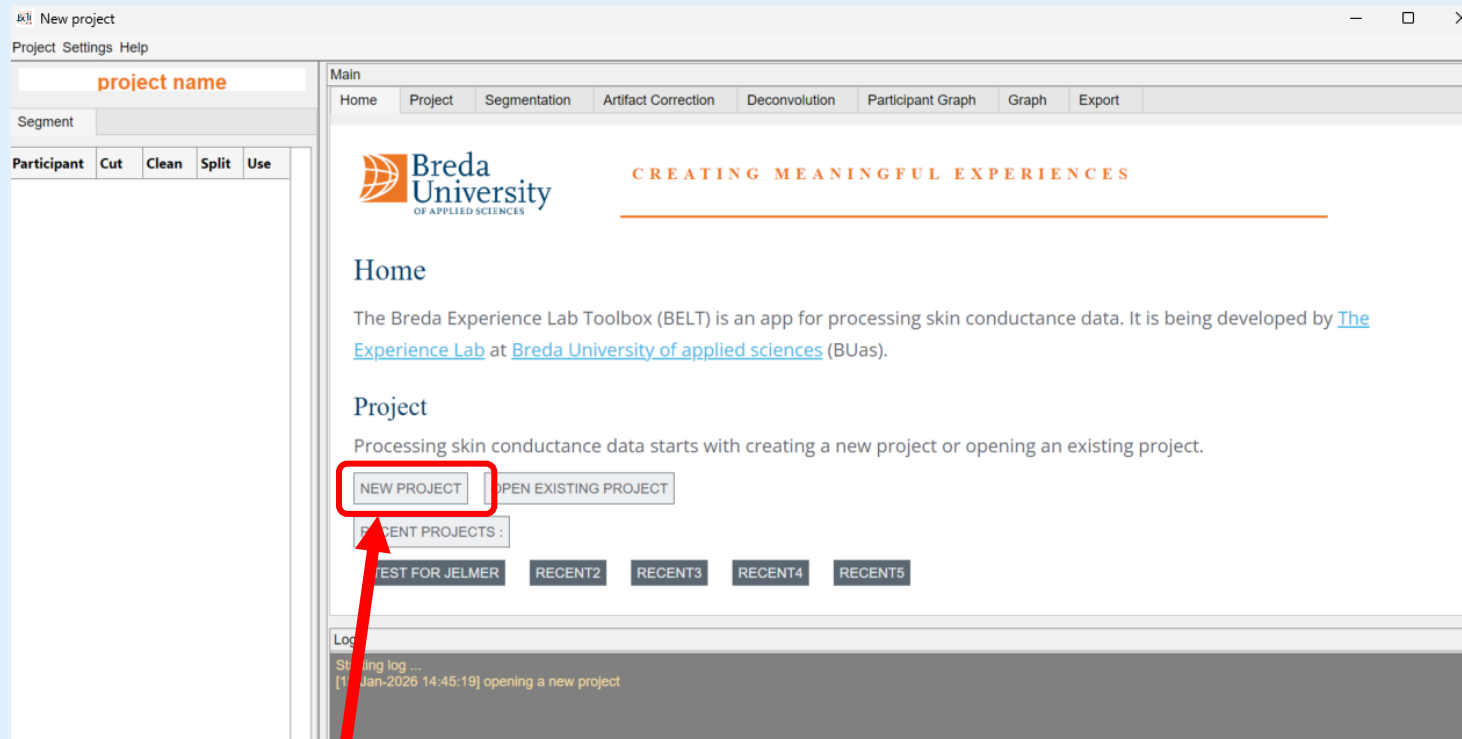 New project
Project Settings Help
project name
Segment
Participant Cut Clean Split Use
Main
Home Project Segmentation Artifact Correction Deconvolution Participant Graph Graph Export
Breda
University
OF APPLIED SCIENCES
CREATING MEANINGFUL EXPERIENCES
Home
The Breda Experience Lab Toolbox (BELT) is an app for processing skin conductance data. It is being developed by The
Experience Lab at Breda University of applied sciences (BUas).
Project
Processing skin conductance data starts with creating a new project or opening an existing project.
NEW PROJECT OPEN EXISTING PROJECT
RECENT PROJECTS :
TEST FOR JELMER RECENT2 RECENT3 RECENT4 RECENT5
Log
Starting log ...
Jan-2026 14:45:19] opening a new project